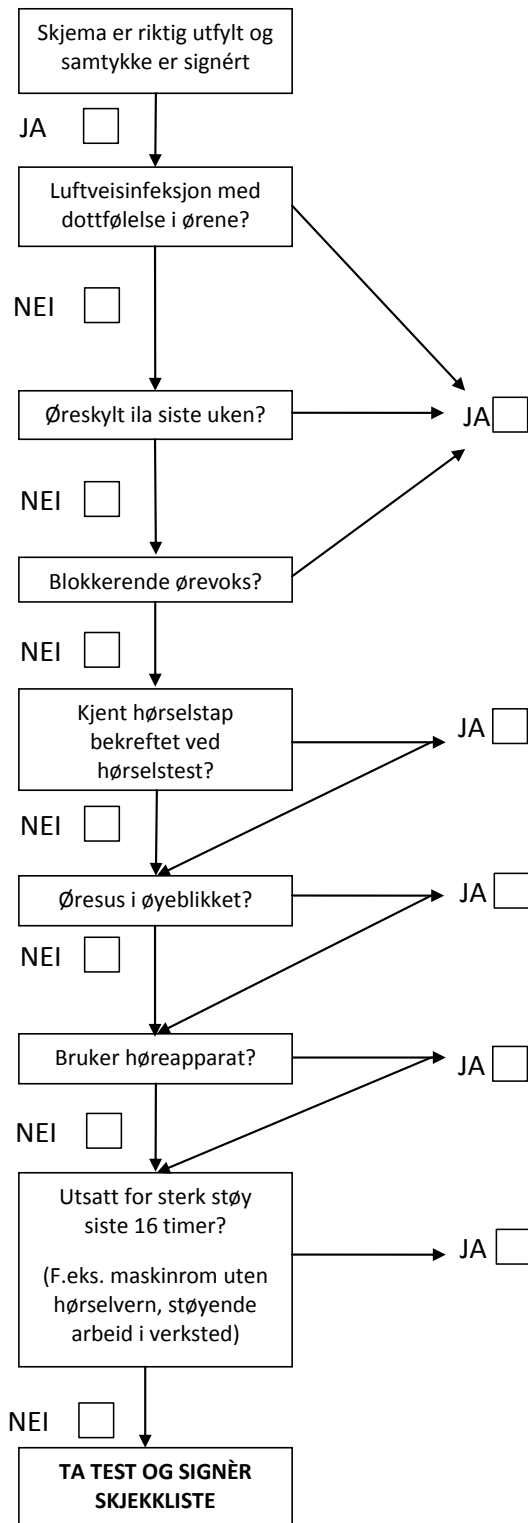 Skjema er riktig utfylt og
samtykke er signért
JA
Luftveisinfeksjon med
dottfølelse i ørene?
NEI
Øreskylt ila siste uken?
JA
NEI
Blokkerende ørevoks?
NEI
Kjent hørselstap
bekreftet ved
hørselstest?
JA
NEI
Øresus i øyeblikket?
JA
NEI
Bruker høreapparat?
JA
NEI
Utsatt for sterk støy
siste 16 timer?
(F.eks. maskinrom uten
hørselvern, støyende
arbeid i verksted)
JA
NEI
TA TEST OG SIGNÈR
SKJEKKLISTE